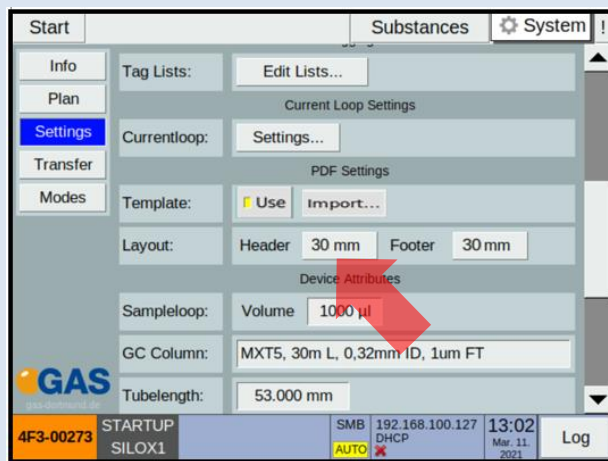 Start Substances System !
Info
Plan
Settings
Transfer
Modes
Tag Lists: Edit Lists...
Current Loop Settings
Currentloop: Settings...
PDF Settings
Template: Use Import...
Layout: Header 30 mm Footer 30 mm
Device Attributes
Sampleloop: Volume 1000 µl
GC Column: MXT5, 30m L, 0,32mm ID, 1um FT
Tubelength: 53.000 mm
GAS
gas-dortmund.de
4F3-00273
STARTUP
SILOX1
SMB
AUTO
192.168.100.127
DHCP
13:02
Mar. 11.
2021
Log